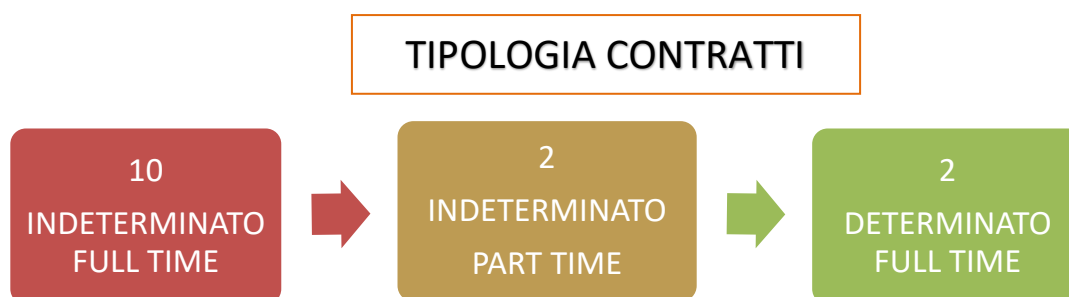 TIPOLOGIA CONTRATTI
10
INDETERMINATO
FULL TIME
2
INDETERMINATO
PART TIME
2
DETERMINATO
FULL TIME